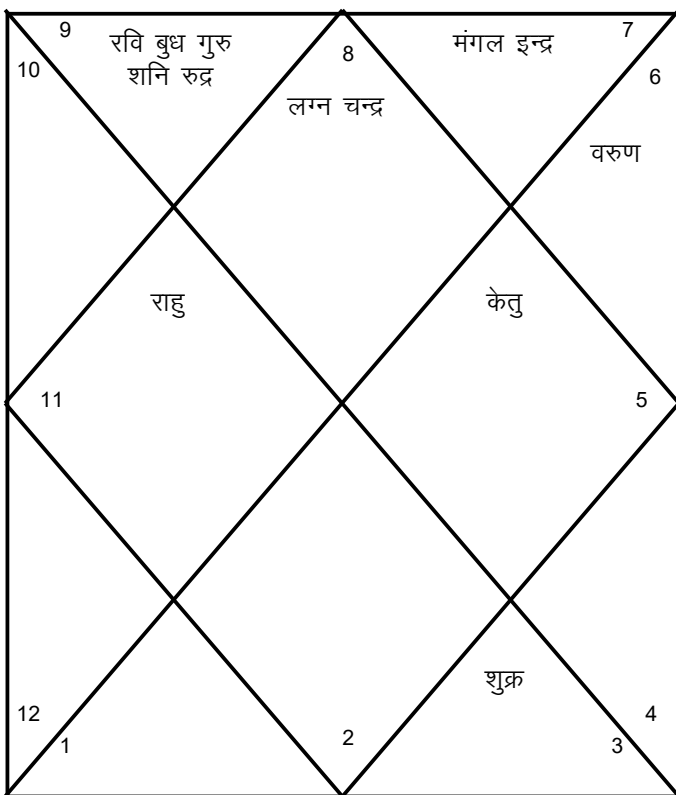 9
रवि बुध गुरु
शनि रुद्र
8
लग्न चन्द्र
मंगल इन्द्र
7
10
6
वरुण
राहु
केतु
11
5
शुक्र
12
1
2
3
4